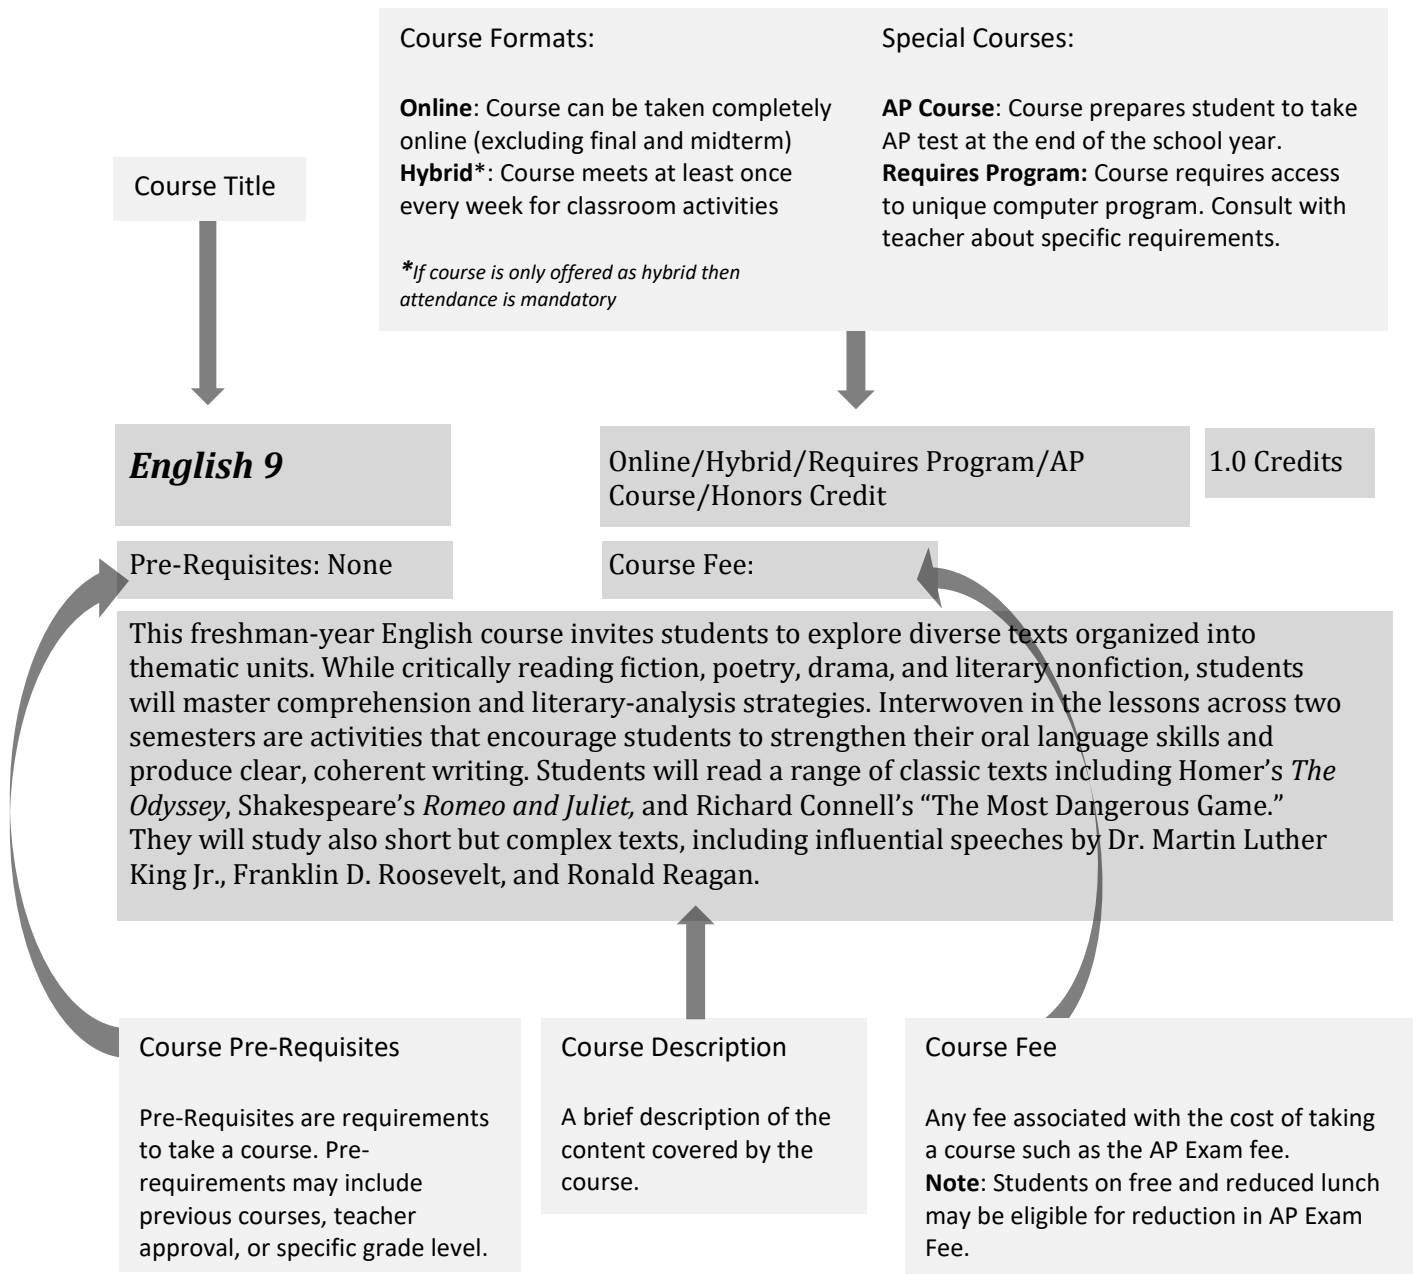 Course Formats:
Online: Course can be taken completely
online (excluding final and midterm)
Hybrid*: Course meets at least once
every week for classroom activities
*If course is only offered as hybrid then
attendance is mandatory
Special Courses:
AP Course: Course prepares student to take
AP test at the end of the school year.
Requires Program: Course requires access
to unique computer program. Consult with
teacher about specific requirements.
Course Title
English 9
Online/Hybrid/Requires Program/AP
Course/Honors Credit
1.0 Credits
Pre-Requisites: None
Course Fee:
This freshman-year English course invites students to explore diverse texts organized into
thematic units. While critically reading fiction, poetry, drama, and literary nonfiction, students
will master comprehension and literary-analysis strategies. Interwoven in the lessons across two
semesters are activities that encourage students to strengthen their oral language skills and
produce clear, coherent writing. Students will read a range of classic texts including Homer’s The
Odyssey, Shakespeare’s Romeo and Juliet, and Richard Connell’s “The Most Dangerous Game.”
They will study also short but complex texts, including influential speeches by Dr. Martin Luther
King Jr., Franklin D. Roosevelt, and Ronald Reagan.
Course Pre-Requisites
Pre-Requisites are requirements
to take a course. Pre-
requirements may include
previous courses, teacher
approval, or specific grade level.
Course Description
A brief description of the
content covered by the
course.
Course Fee
Any fee associated with the cost of taking
a course such as the AP Exam fee.
Note: Students on free and reduced lunch
may be eligible for reduction in AP Exam
Fee.